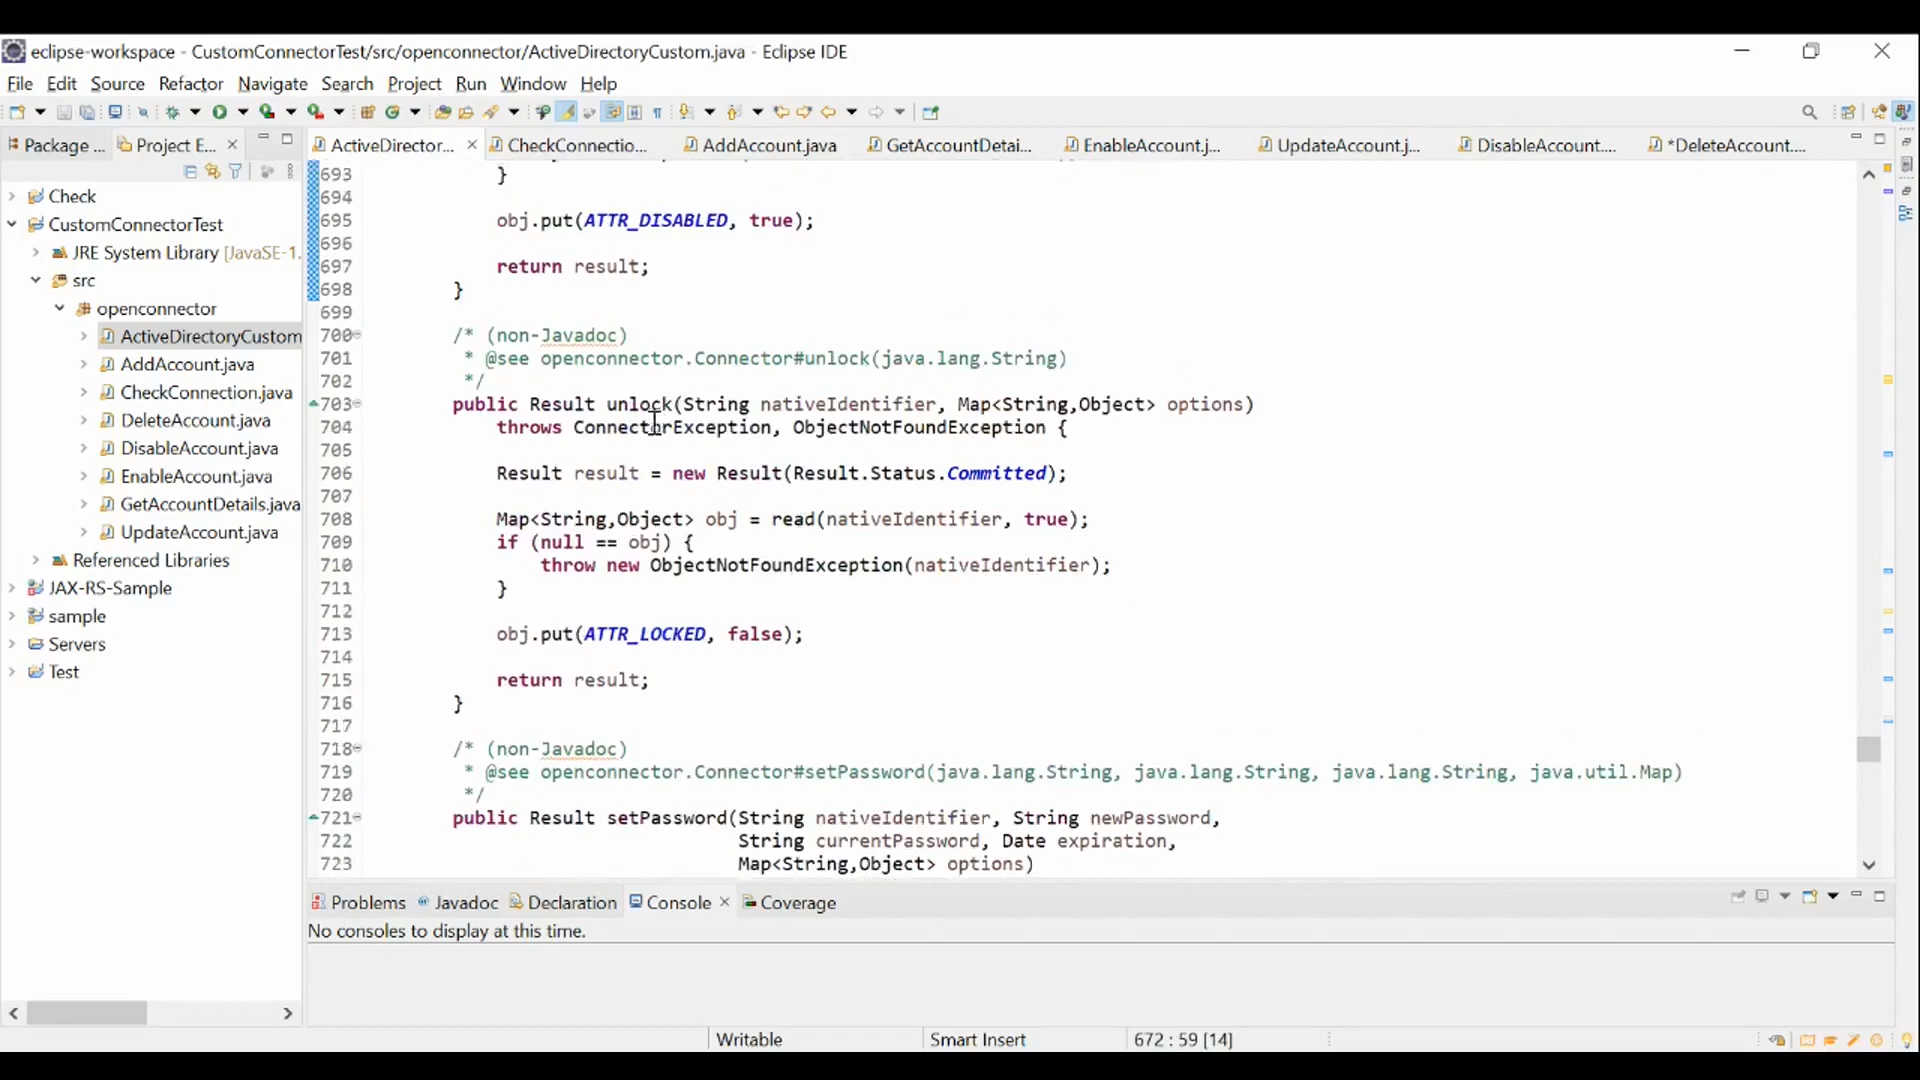 eclipse-workspace - CustomConnectorTest/src/openconnector/ActiveDirectoryCustom.java - Eclipse IDE
File Edit Source Refactor Navigate Search Project Run Window Help
Package ... Project E...
ActiveDirector... CheckConnectio... AddAccount.java GetAccountDetai... EnableAccount.j... UpdateAccount.j... DisableAccount.... *DeleteAccount....
Check
CustomConnectorTest
JRE System Library [JavaSE-1.
src
openconnector
ActiveDirectoryCustom
AddAccount.java
CheckConnection.java
DeleteAccount.java
DisableAccount.java
EnableAccount.java
GetAccountDetails.java
UpdateAccount.java
Referenced Libraries
JAX-RS-Sample
sample
Servers
Test
693 }
694
695 obj.put(ATTR_DISABLED, true);
696
697 return result;
698 }
699
700 /* (non-Javadoc)
701 * @see openconnector.Connector#unlock(java.lang.String)
702 */
703 public Result unlock(String nativeIdentifier, Map<String,Object> options)
704 throws ConnectorException, ObjectNotFoundException {
705
706 Result result = new Result(Result.Status.Committed);
707
708 Map<String,Object> obj = read(nativeIdentifier, true);
709 if (null == obj) {
710 throw new ObjectNotFoundException(nativeIdentifier);
711 }
712
713 obj.put(ATTR_LOCKED, false);
714
715 return result;
716 }
717
718 /* (non-Javadoc)
719 * @see openconnector.Connector#setPassword(java.lang.String, java.lang.String, java.lang.String, java.util.Map)
720 */
721 public Result setPassword(String nativeIdentifier, String newPassword,
722 String currentPassword, Date expiration,
723 Map<String,Object> options)
Problems Javadoc Declaration Console Coverage
No consoles to display at this time.
Writable Smart Insert 672 : 59 [14]